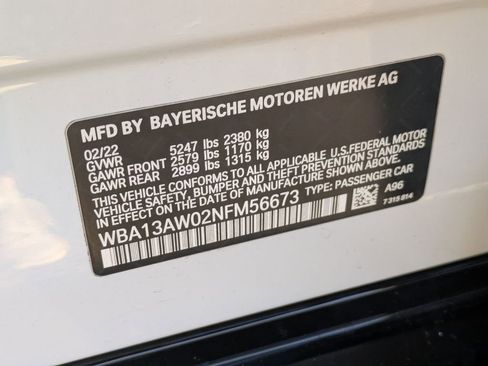 MFD BY BAYERISCHE MOTOREN WERKE AG
02/22
GVWR 5247 lbs 2380 kg
GAWR FRONT 2579 lbs 1170 kg
GAWR REAR 2899 lbs 1315 kg
THIS VEHICLE CONFORMS TO ALL APPLICABLE U.S.FEDERAL MOTOR
VEHICLE SAFETY, BUMPER, AND THEFT PREVENTION STANDARDS
IN EFFECT ON THE DATE OF MANUFACTURE SHOWN ABOVE.
WBA13AW02NFM56673 TYPE: PASSENGER CAR
A96
7 315 814